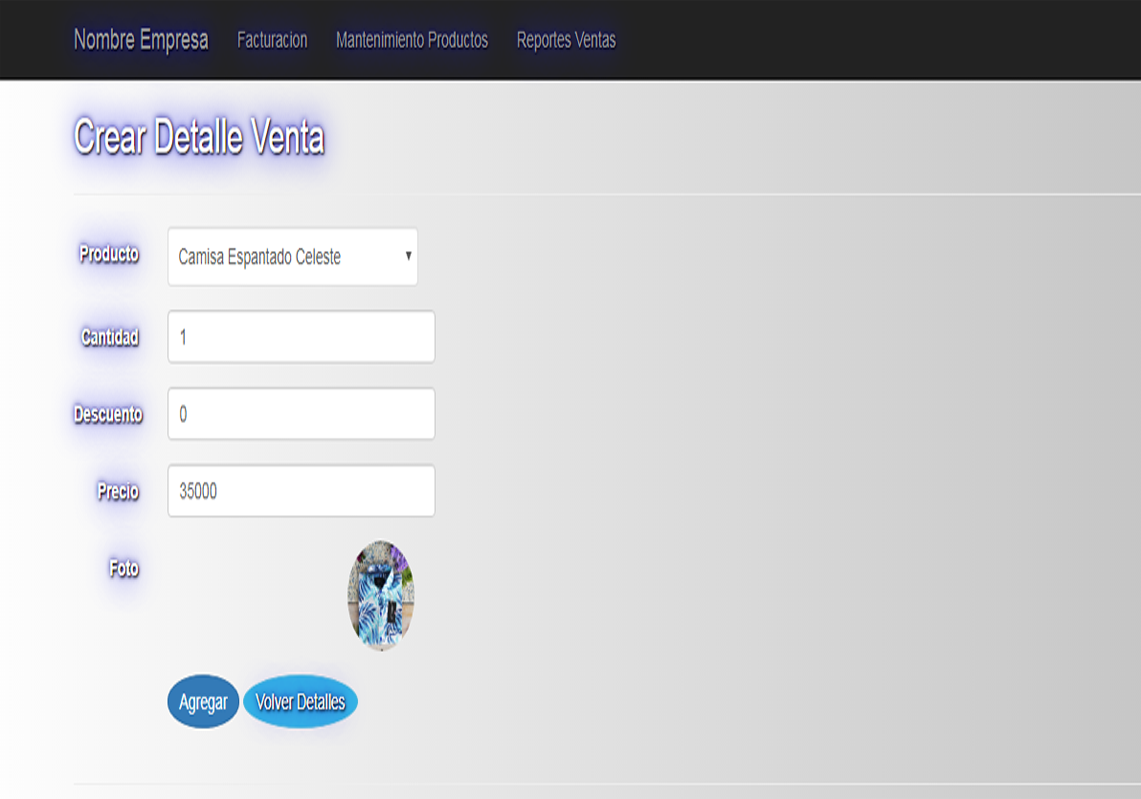 Nombre Empresa Facturacion Mantenimiento Productos Reportes Ventas
Crear Detalle Venta
Producto Camisa Espantado Celeste
Cantidad 1
Descuento 0
Precio 35000
Foto
Agregar Volver Detalles